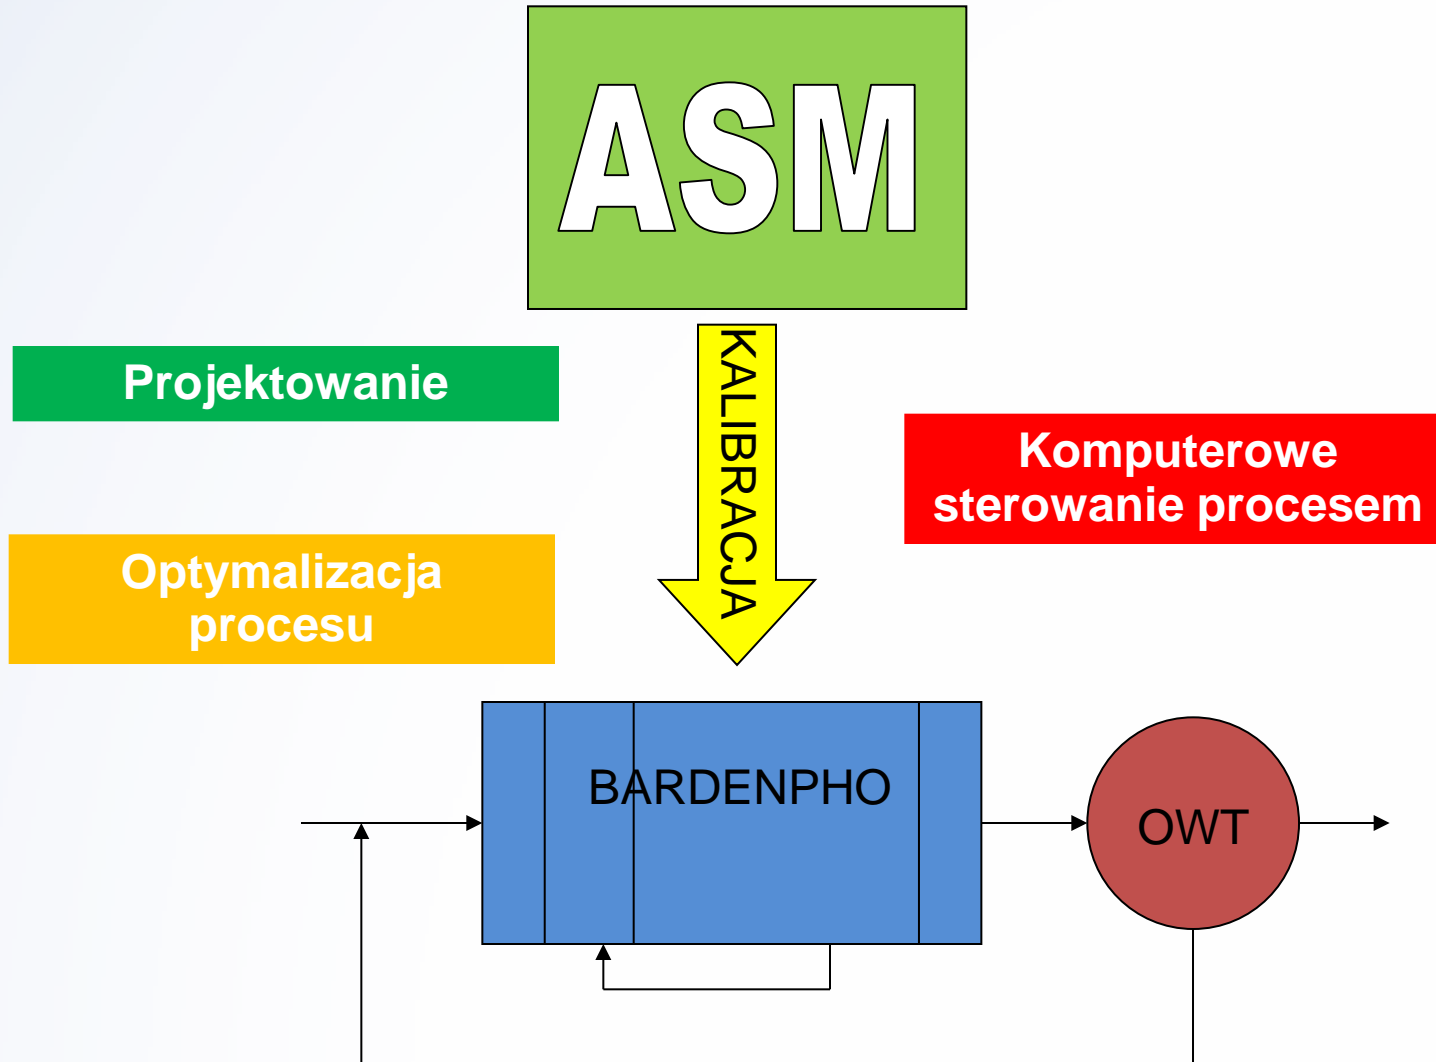 ASM
KALIBRACJA
Projektowanie
Komputerowe
sterowanie procesem
Optymalizacja
procesu
BARDENPHO
OWT